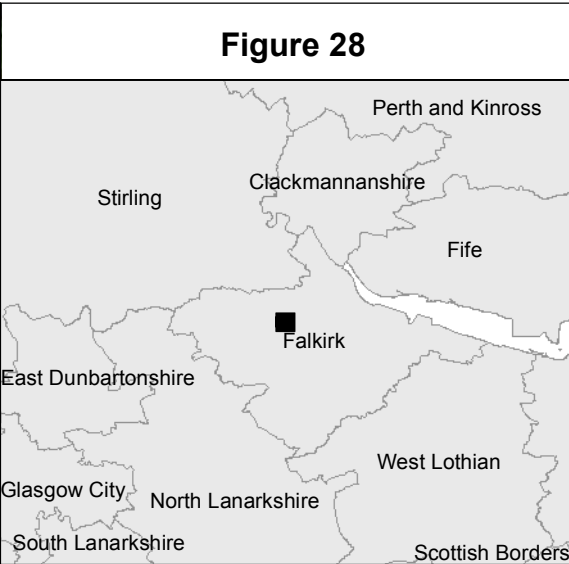 Figure 28
Perth and Kinross
Clackmannanshire
Stirling
Fife
Falkirk
East Dunbartonshire
West Lothian
Glasgow City
North Lanarkshire
South Lanarkshire
Scottish Borders